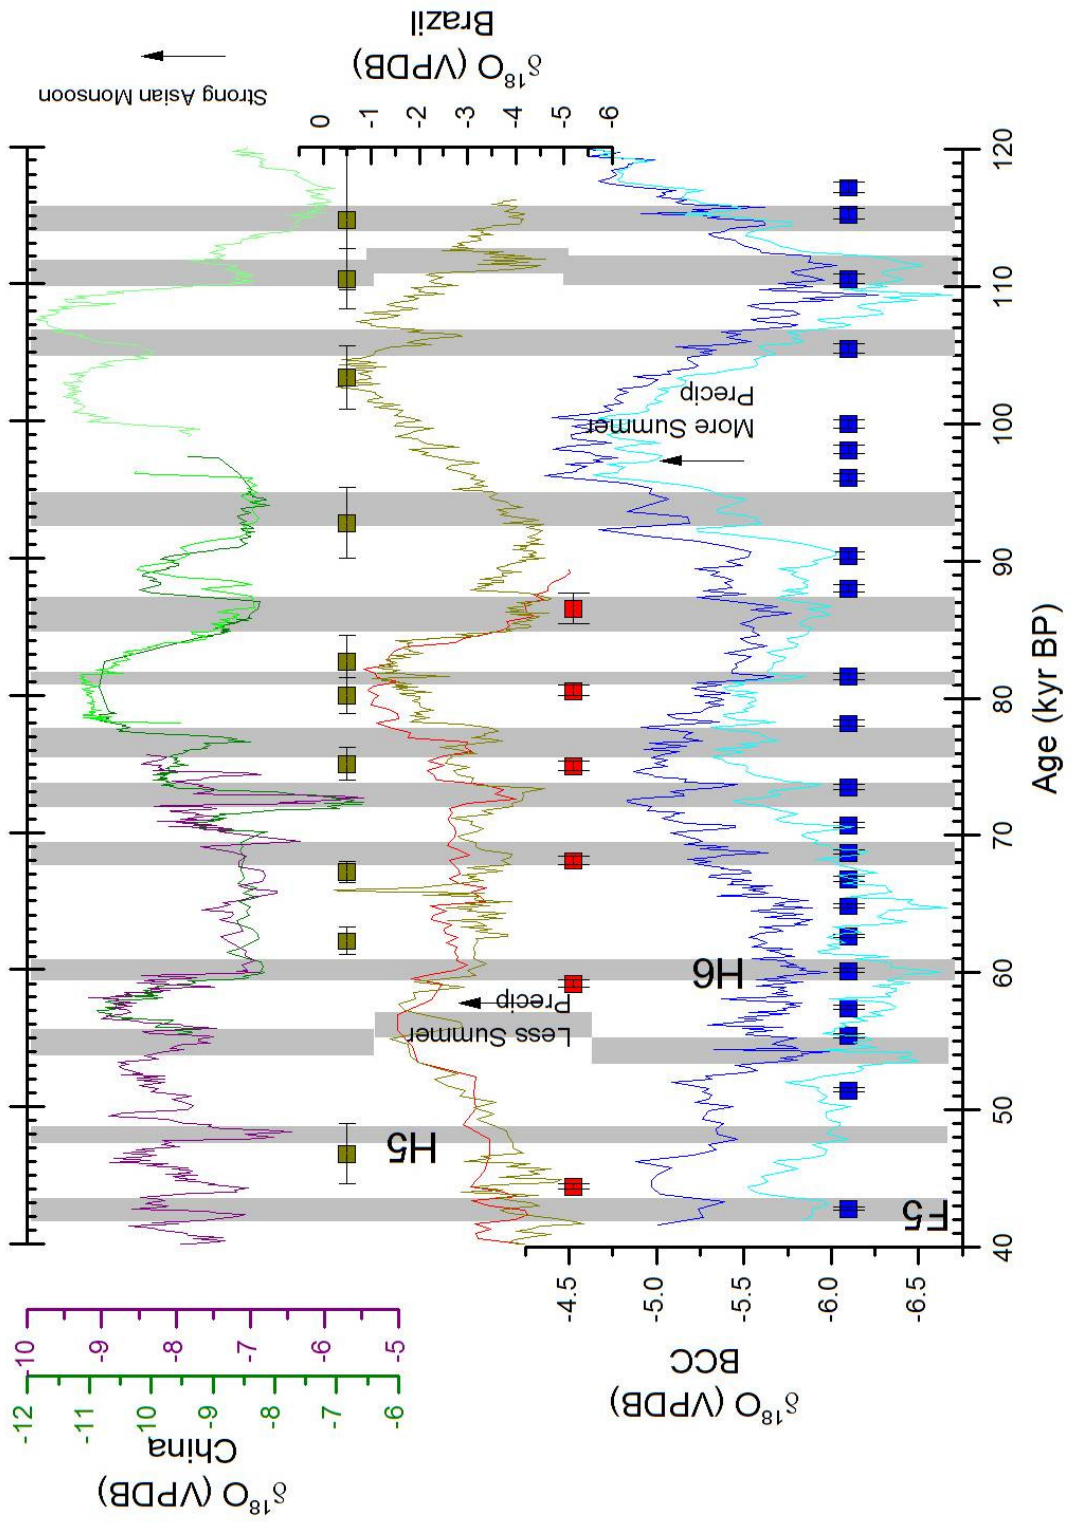 δ¹⁸O (VPDB)
China
-12
-11
-10
-9
-8
-7
-6
-10
-9
-8
-7
-6
-5
Strong Asian Monsoon
δ¹⁸O (VPDB)
Brazil
0
-1
-2
-3
-4
-5
-6
H5
Less Summer
Precip
H6
More Summer
Precip
F5
δ¹⁸O (VPDB)
BCC
-4.5
-5.0
-5.5
-6.0
-6.5
40
50
60
70
80
90
100
110
120
Age (kyr BP)